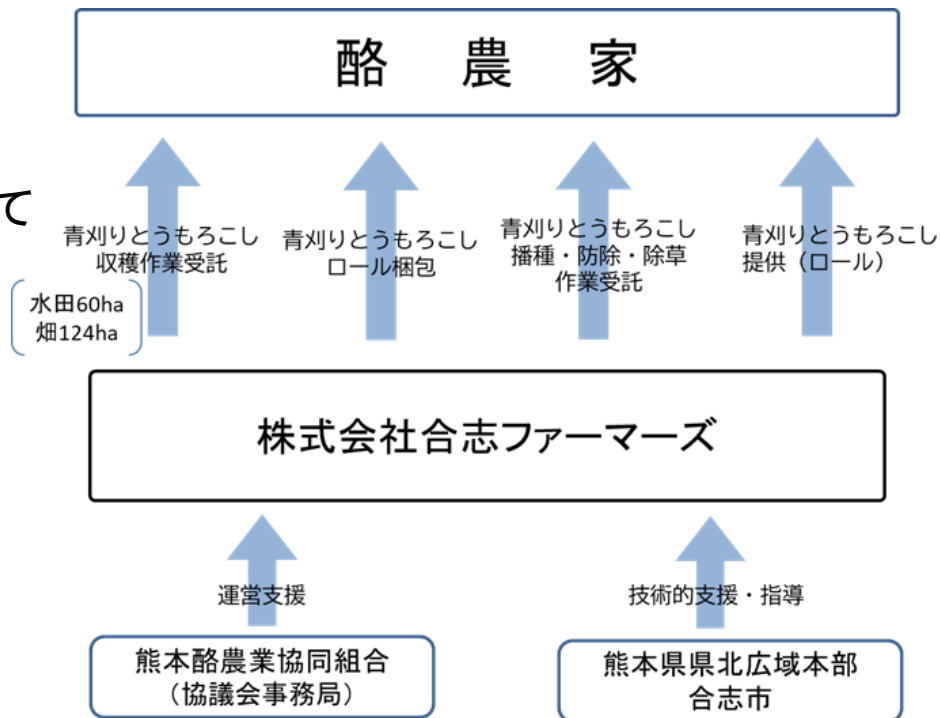 酪 農 家
て
青刈りとうもろこし
収穫作業受託
水田60ha
畑124ha
青刈りとうもろこし
ロール梱包
青刈りとうもろこし
播種・防除・除草
作業受託
青刈りとうもろこし
提供（ロール）
株式会社合志ファーマーズ
運営支援
技術的支援・指導
熊本酪農業協同組合
（協議会事務局）
熊本県県北広域本部
合志市